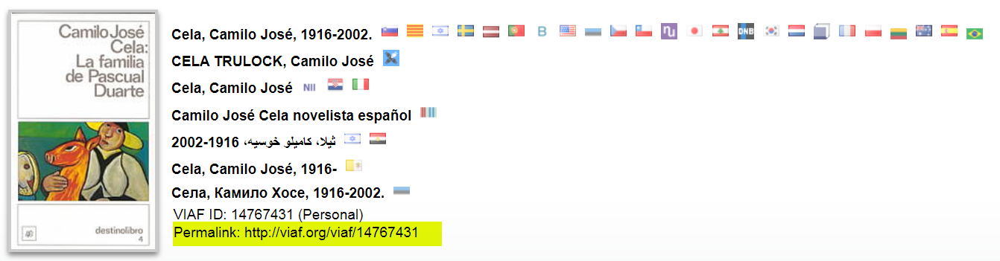 Camilo José
Cela:
La familia
de Pascual
Duarte
destinolibro
4
Cela, Camilo José, 1916-2002.
B
DNB
CELA TRULOCK, Camilo José
Cela, Camilo José
NII
Camilo José Cela novelista español
ثيلا، كاميلو خوسيه، 1916-2002
Cela, Camilo José, 1916-
Села, Камило Хосе, 1916-2002.
VIAF ID: 14767431 (Personal)
Permalink: http://viaf.org/viaf/14767431